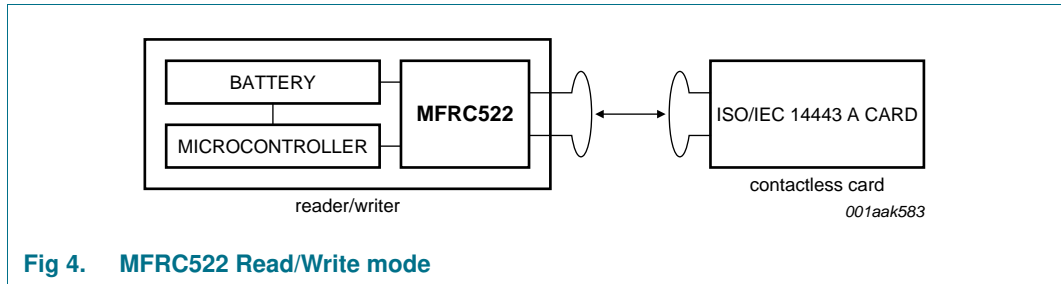 BATTERY
MICROCONTROLLER
MFRC522
ISO/IEC 14443 A CARD
reader/writer
contactless card
001aak583
Fig 4. MFRC522 Read/Write mode